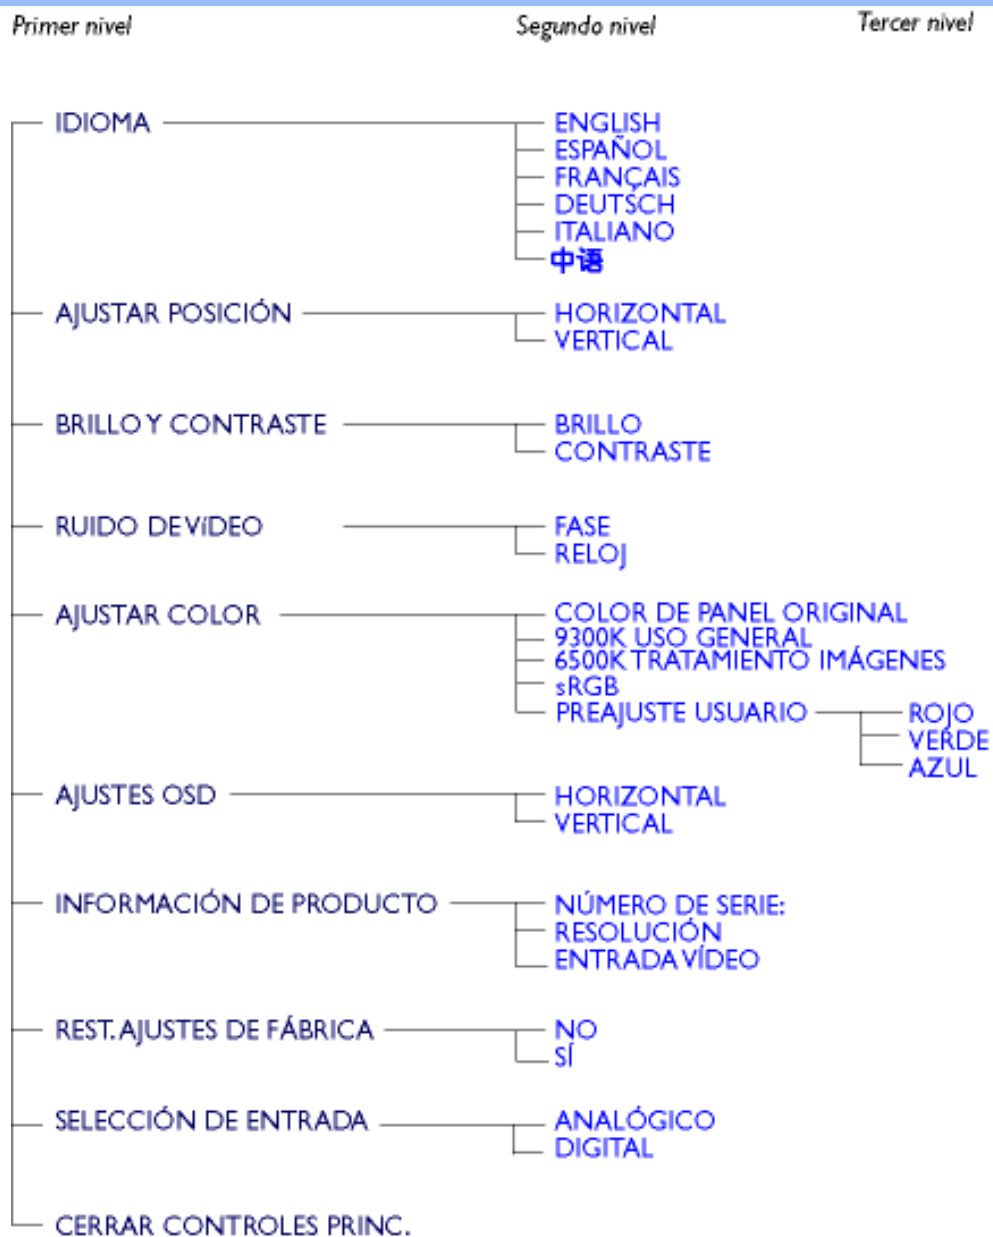 Primer nivel Segundo nivel Tercer nivel
IDIOMA ENGLISH
ESPAÑOL
FRANÇAIS
DEUTSCH
ITALIANO
中语
AJUSTAR POSICIÓN HORIZONTAL
VERTICAL
BRILLO Y CONTRASTE BRILLO
CONTRASTE
RUIDO DE VíDEO FASE
RELOJ
AJUSTAR COLOR COLOR DE PANEL ORIGINAL
9300K USO GENERAL
6500K TRATAMIENTO IMÁGENES
sRGB
PREAJUSTE USUARIO ROJO
VERDE
AZUL
AJUSTES OSD HORIZONTAL
VERTICAL
INFORMACIÓN DE PRODUCTO NÚMERO DE SERIE:
RESOLUCIÓN
ENTRADA VÍDEO
REST. AJUSTES DE FÁBRICA NO
SÍ
SELECCIÓN DE ENTRADA ANALÓGICO
DIGITAL
CERRAR CONTROLES PRINC.